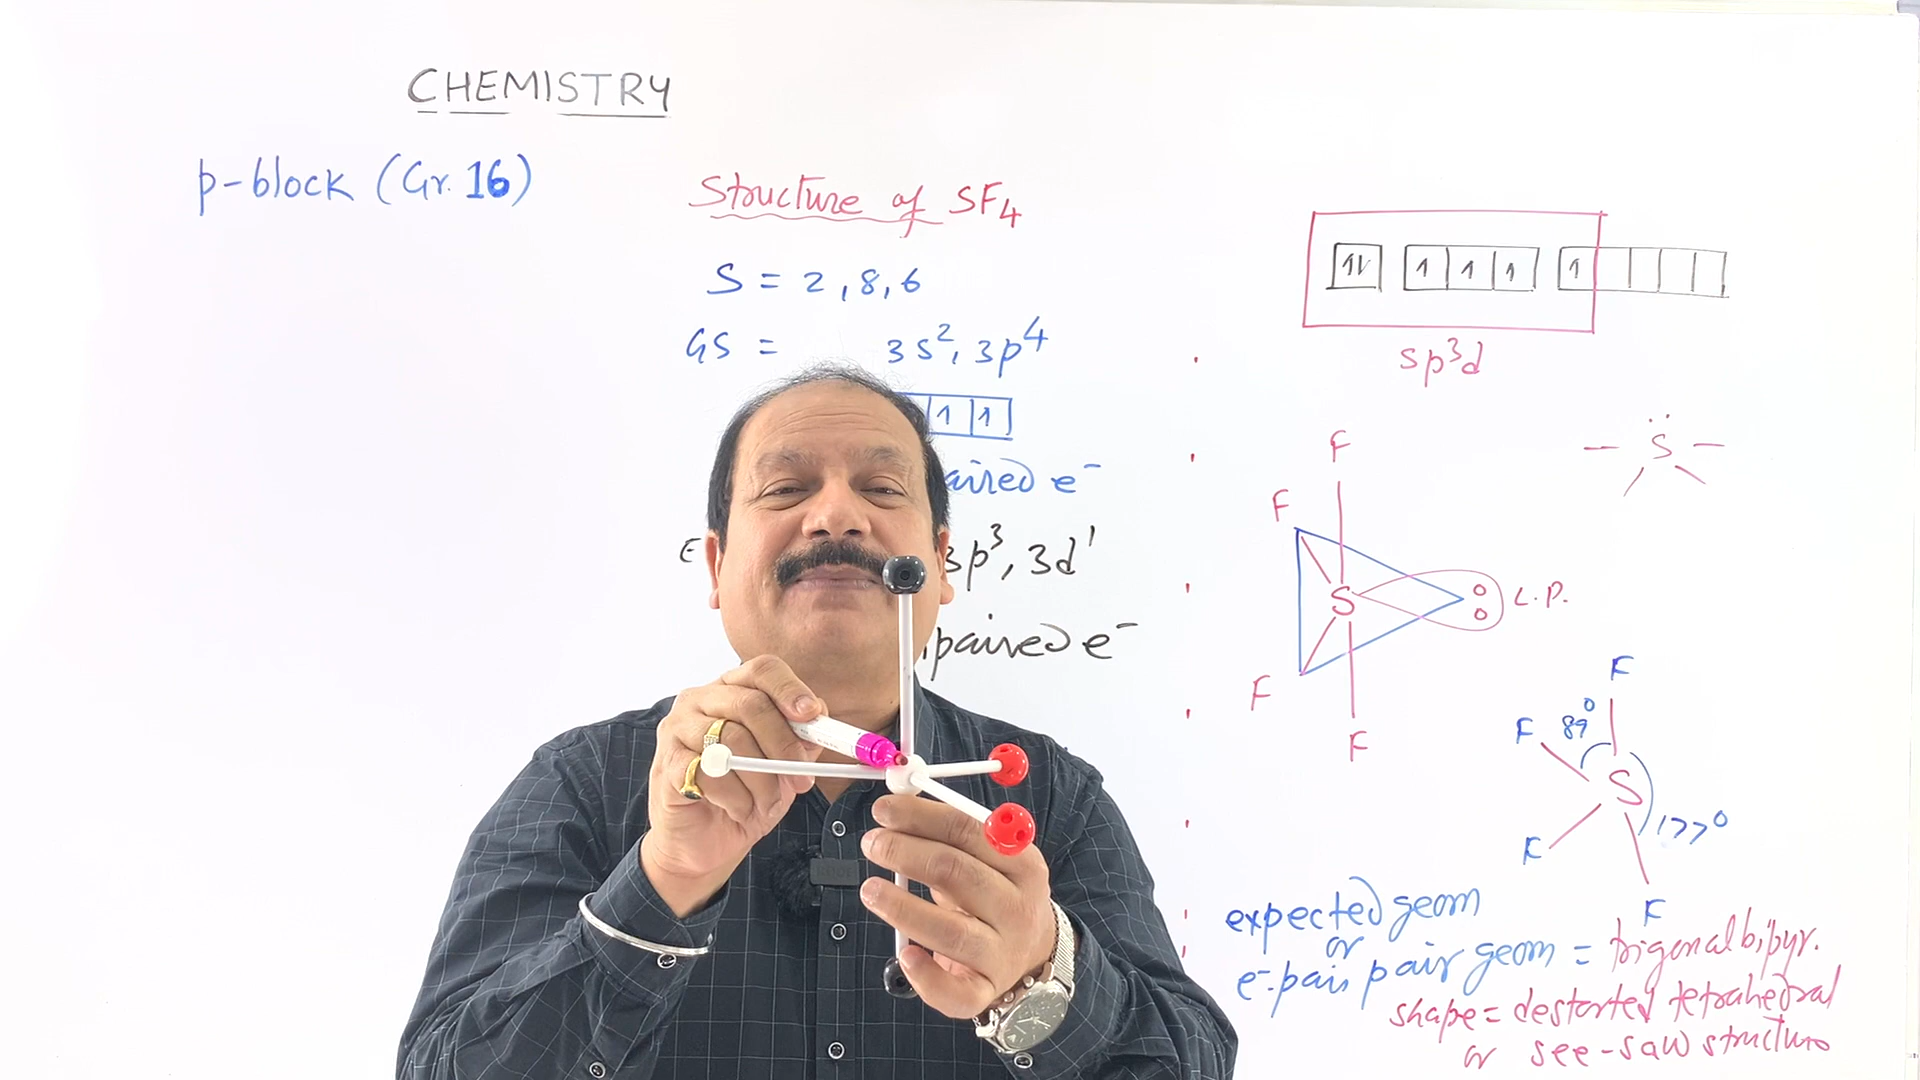 CHEMISTRY
p-block (Gr. 16)
Structure of SF4
S = 2,8,6
GS = 3s², 3p⁴
1 1
aired e⁻
E 3p³, 3d¹
paired e⁻
1↓ 1 1 1 1
sp³d
S
F
F
S L.P.
F
F
F
F 89°
S
177°
F
F
expected geom
or
e⁻pair pair geom = trigonal bipyr.
shape = destorted tetrahedral
or see-saw structure